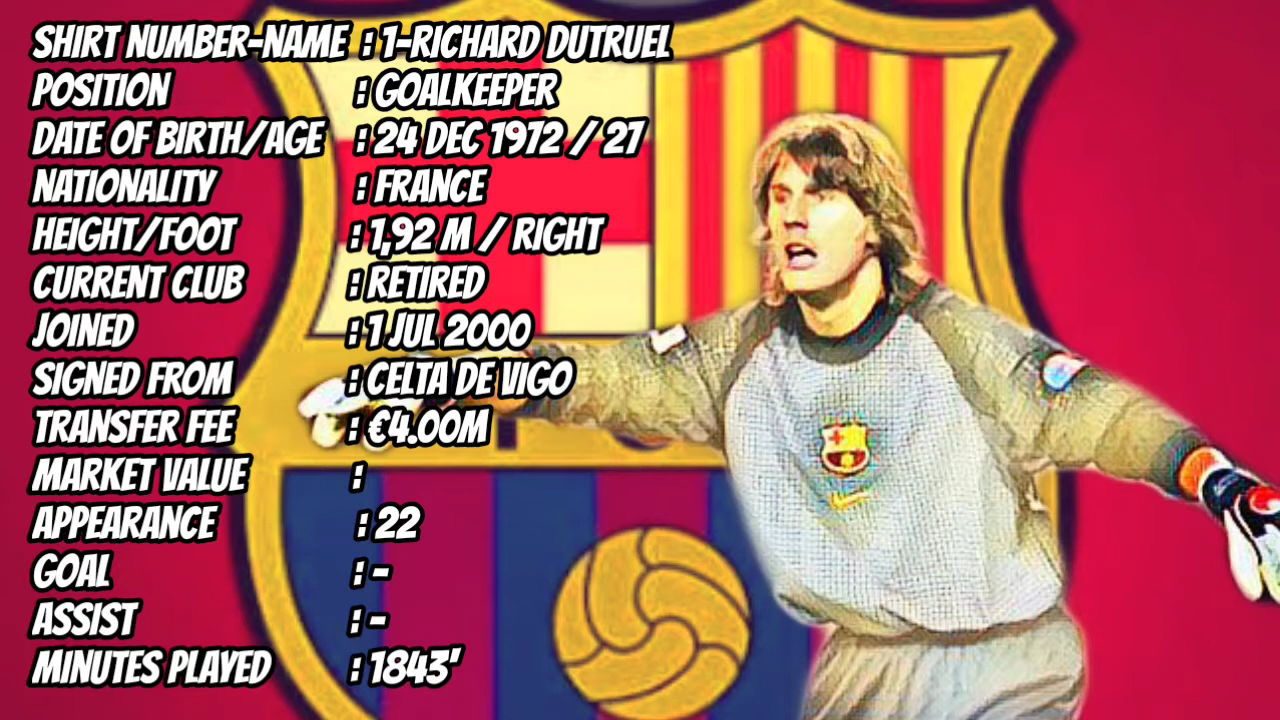 SHIRT NUMBER-NAME : 1-RICHARD DUTRUEL
POSITION : GOALKEEPER
DATE OF BIRTH/AGE : 24 DEC 1972 / 27
NATIONALITY : FRANCE
HEIGHT/FOOT : 1,92 M / RIGHT
CURRENT CLUB : RETIRED
JOINED : 1 JUL 2000
SIGNED FROM : CELTA DE VIGO
TRANSFER FEE : €4.00M
MARKET VALUE :
APPEARANCE : 22
GOAL : -
ASSIST : -
MINUTES PLAYED : 1843'